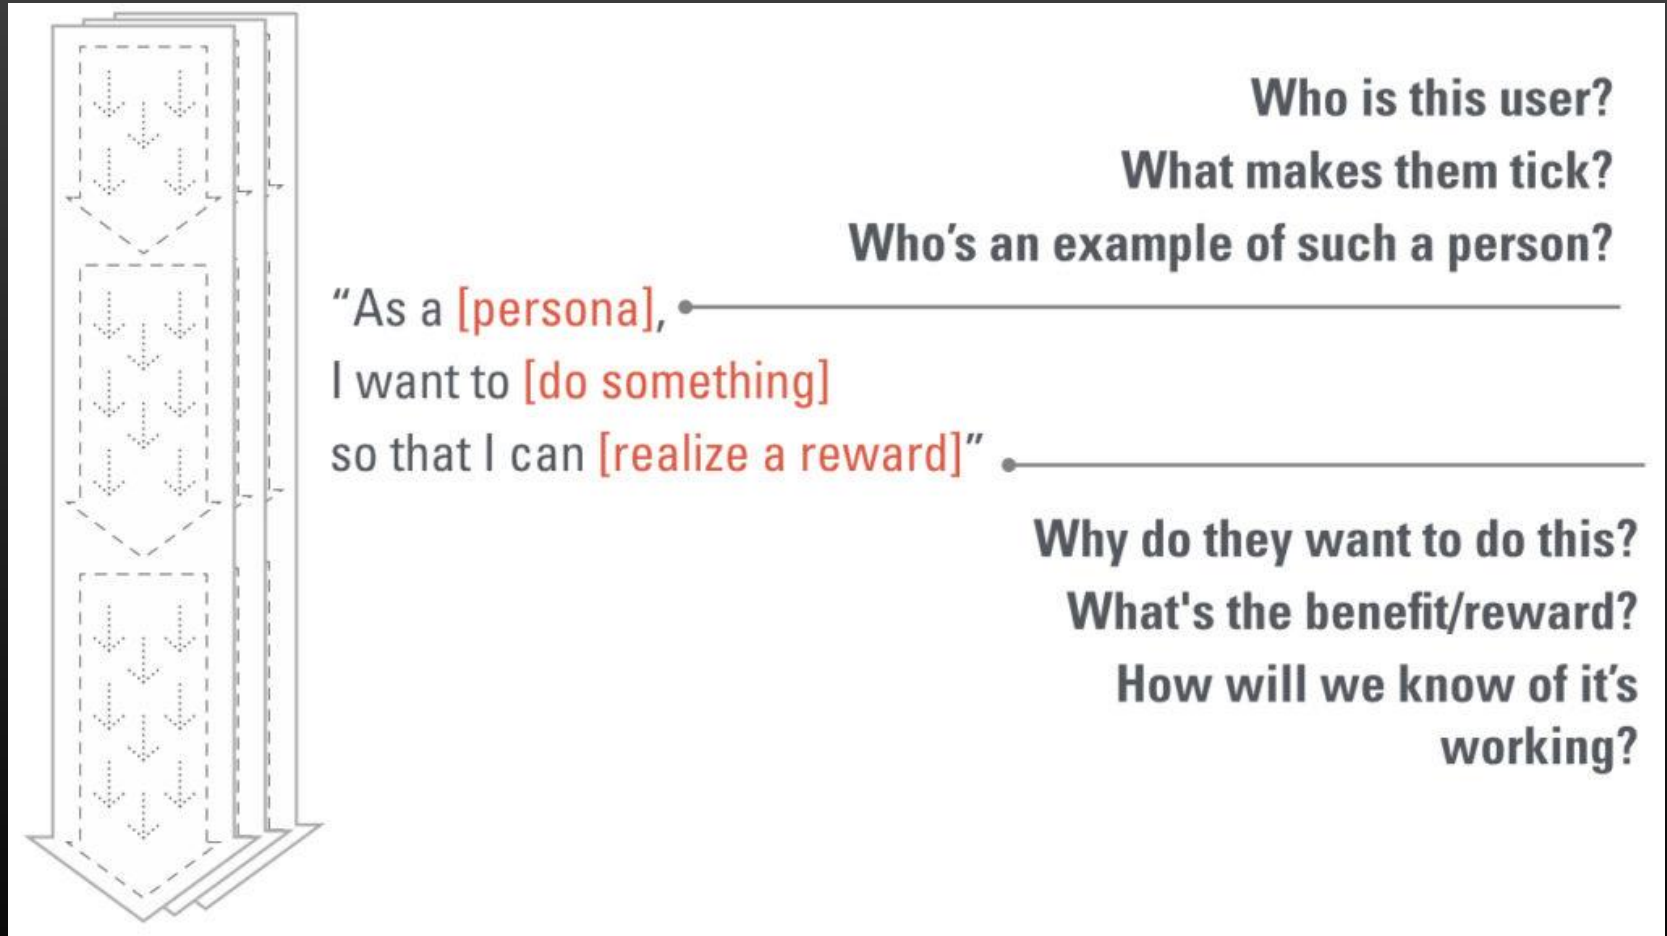 Who is this user?
What makes them tick?
Who’s an example of such a person?
“As a [persona],
I want to [do something]
so that I can [realize a reward]”
Why do they want to do this?
What's the benefit/reward?
How will we know of it’s
working?